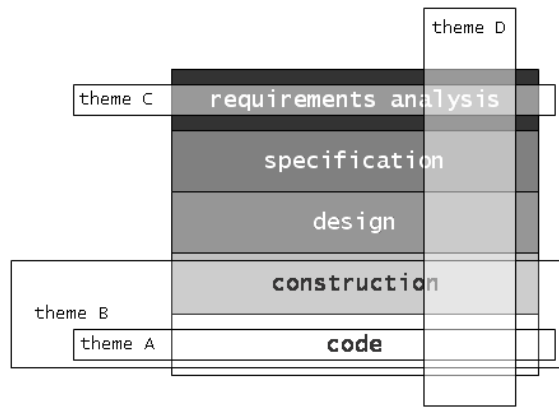 theme D
theme C
requirements analysis
specification
design
construction
theme B
theme A
code